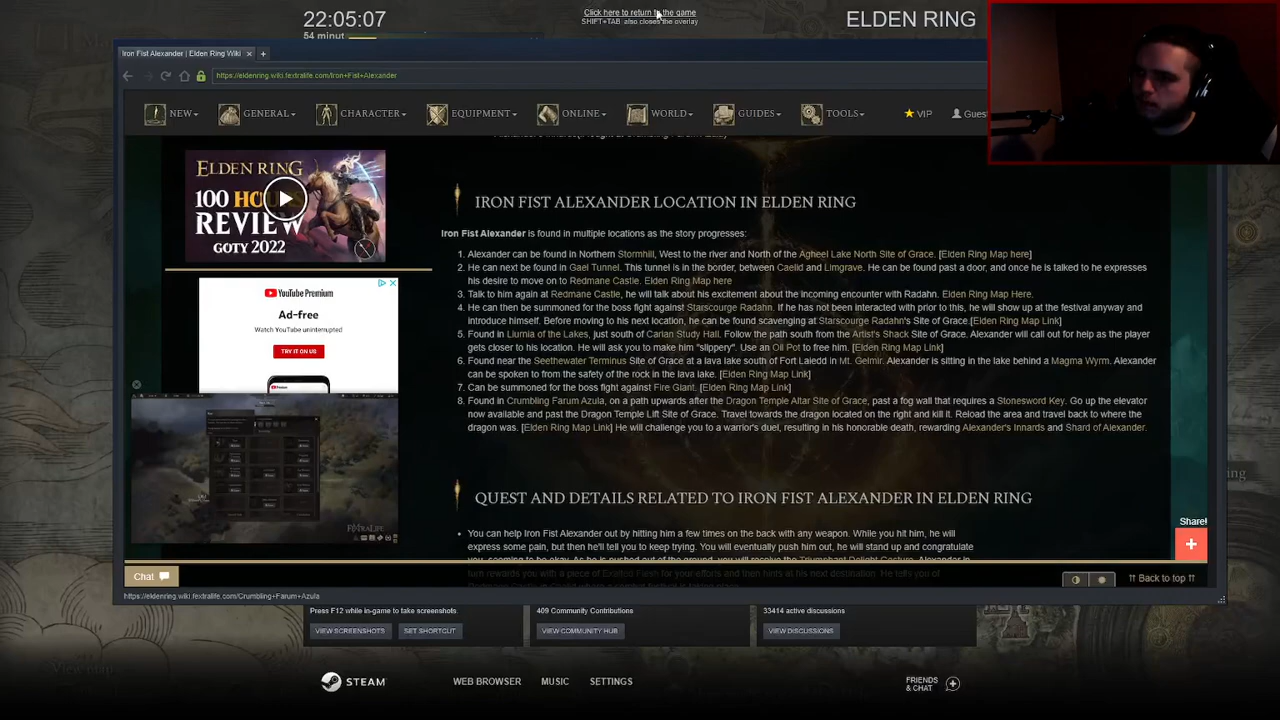 22:05:07
Click here to return to the game
SHIFT+TAB also closes the overlay
ELDEN RING
54 minut
Iron Fist Alexander | Elden Ring Wiki
https://eldenring.wiki.fextralife.com/Iron+Fist+Alexander
NEW
GENERAL
CHARACTER
EQUIPMENT
ONLINE
WORLD
GUIDES
TOOLS
VIP
Guest
ELDEN RING
100 HOURS
REVIEW
GOTY 2022
IRON FIST ALEXANDER LOCATION IN ELDEN RING
Iron Fist Alexander is found in multiple locations as the story progresses:
1. Alexander can be found in Northern Stormhill, West to the river and North of the Agheel Lake North Site of Grace. [Elden Ring Map here]
2. He can next be found in Gael Tunnel. This tunnel is in the border, between Caelid and Limgrave. He can be found past a door, and once he is talked to he expresses
his desire to move on to Redmane Castle. Elden Ring Map here
3. Talk to him again at Redmane Castle, he will talk about his excitement about the incoming encounter with Radahn. Elden Ring Map Here.
4. He can then be summoned for the boss fight against Starscourge Radahn. If he has not been interacted with prior to this, he will show up at the festival anyway and
introduce himself. Before moving to his next location, he can be found scavenging at Starscourge Radahn's Site of Grace.[Elden Ring Map Link]
5. Found in Liurnia of the Lakes, just south of Carian Study Hall. Follow the path south from the Artist's Shack Site of Grace. Alexander will call out for help as the player
gets closer to his location. He will ask you to make him "slippery". Use an Oil Pot to free him. [Elden Ring Map Link]
6. Found near the Seethewater Terminus Site of Grace at a lava lake south of Fort Laiedd in Mt. Gelmir. Alexander is sitting in the lake behind a Magma Wyrm. Alexander
can be spoken to from the safety of the rock in the lava lake. [Elden Ring Map Link]
7. Can be summoned for the boss fight against Fire Giant. [Elden Ring Map Link]
8. Found in Crumbling Farum Azula, on a path upwards after the Dragon Temple Altar Site of Grace, past a fog wall that requires a Stonesword Key. Go up the elevator
now available and past the Dragon Temple Lift Site of Grace. Travel towards the dragon located on the right and kill it. Reload the area and travel back to where the
dragon was. [Elden Ring Map Link] He will challenge you to a warrior's duel, resulting in his honorable death, rewarding Alexander's Innards and Shard of Alexander.
YouTube Premium
Ad-free
Watch YouTube uninterrupted
TRY IT ON US
FEXTRALIFE
QUEST AND DETAILS RELATED TO IRON FIST ALEXANDER IN ELDEN RING
• You can help Iron Fist Alexander out by hitting him a few times on the back with any weapon. While you hit him, he will
express some pain, but then he'll tell you to keep trying. You will eventually push him out, he will stand up and congratulate
Share!
Chat
Back to top
https://eldenring.wiki.fextralife.com/Crumbling+Farum+Azula
Press F12 while in-game to take screenshots
VIEW SCREENSHOTS
SET SHORTCUT
409 Community Contributions
VIEW COMMUNITY HUB
33414 active discussions
VIEW DISCUSSIONS
View map
STEAM
WEB BROWSER
MUSIC
SETTINGS
FRIENDS
& CHAT